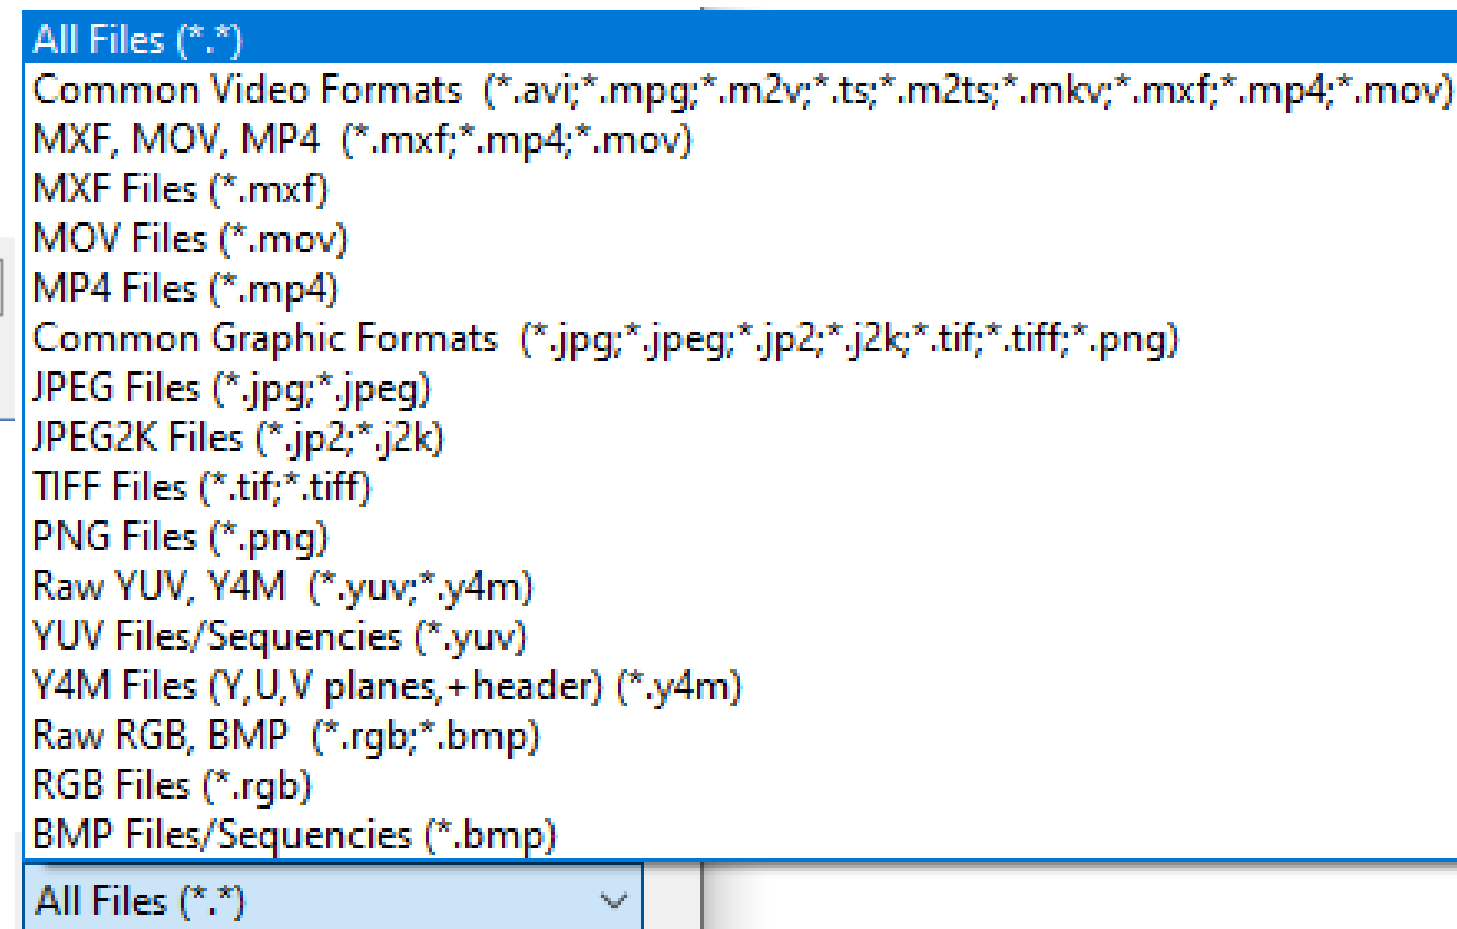 All Files (*.*)
Common Video Formats  (*.avi;*.mpg;*.m2v;*.ts;*.m2ts;*.mkv;*.mxf;*.mp4;*.mov)
MXF, MOV, MP4  (*.mxf;*.mp4;*.mov)
MXF Files (*.mxf)
MOV Files (*.mov)
MP4 Files (*.mp4)
Common Graphic Formats  (*.jpg;*.jpeg;*.jp2;*.j2k;*.tif;*.tiff;*.png)
JPEG Files (*.jpg;*.jpeg)
JPEG2K Files (*.jp2;*.j2k)
TIFF Files (*.tif;*.tiff)
PNG Files (*.png)
Raw YUV, Y4M  (*.yuv;*.y4m)
YUV Files/Sequencies (*.yuv)
Y4M Files (Y,U,V planes,+header) (*.y4m)
Raw RGB, BMP  (*.rgb;*.bmp)
RGB Files (*.rgb)
BMP Files/Sequencies (*.bmp)
All Files (*.*)